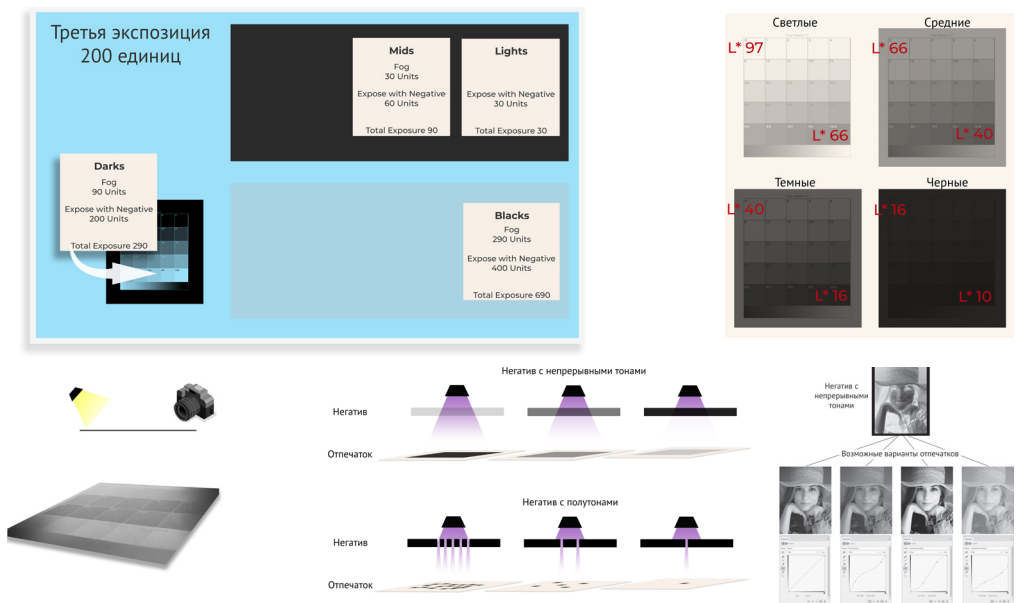 Третья экспозиция
200 единиц
Mids
Fog
30 Units
Expose with Negative
60 Units
Total Exposure 90
Lights
Expose with Negative
30 Units
Total Exposure 30
Darks
Fog
90 Units
Expose with Negative
200 Units
Total Exposure 290
Blacks
Fog
290 Units
Expose with Negative
400 Units
Total Exposure 690
Светлые
L* 97
L* 66
Средние
L* 66
L* 40
Темные
L* 40
L* 16
Черные
L* 16
L* 10
Негатив с непрерывными тонами
Негатив
Отпечаток
Негатив с полутонами
Негатив
Отпечаток
Негатив с
непрерывными
тонами
Возможные варианты отпечатков